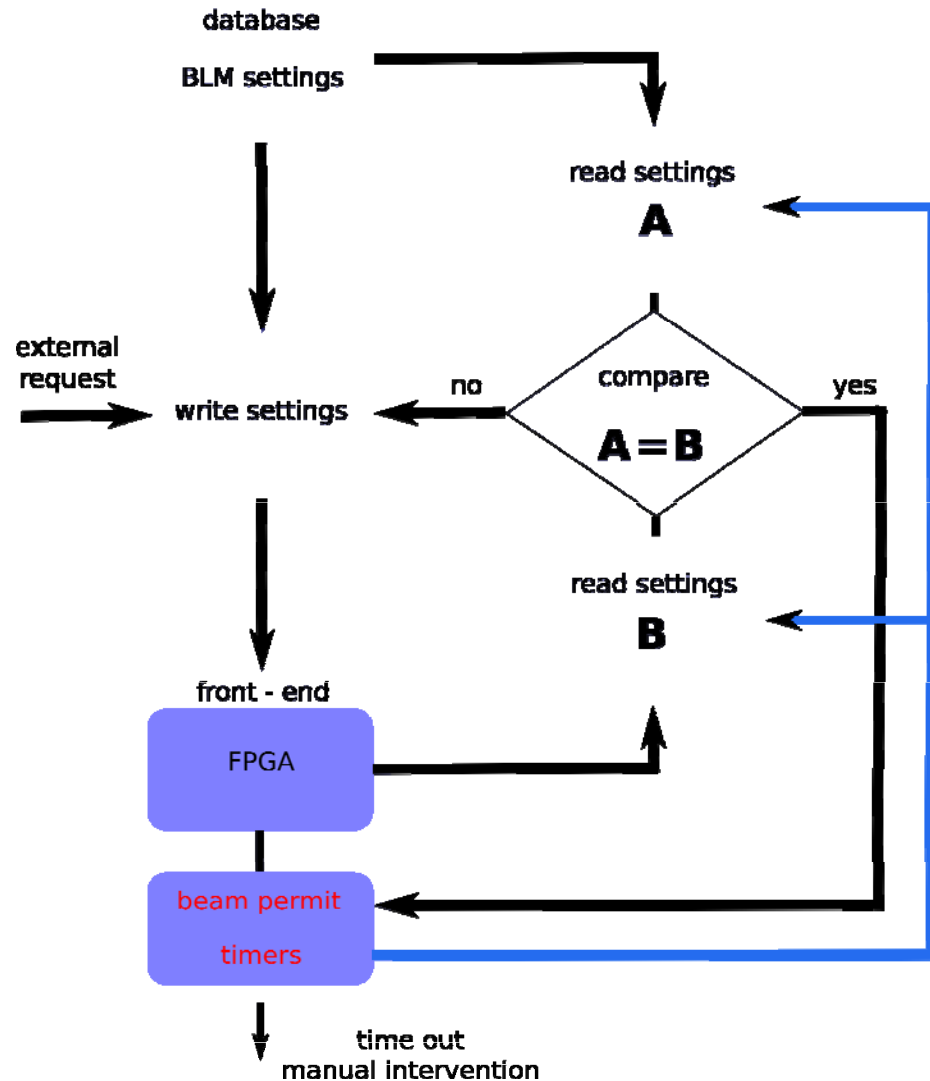 database
BLM settings
read settings
A
external
request
write settings
no
compare
yes
A=B
read settings
B
front - end
FPGA
beam permit
timers
time out
manual intervention